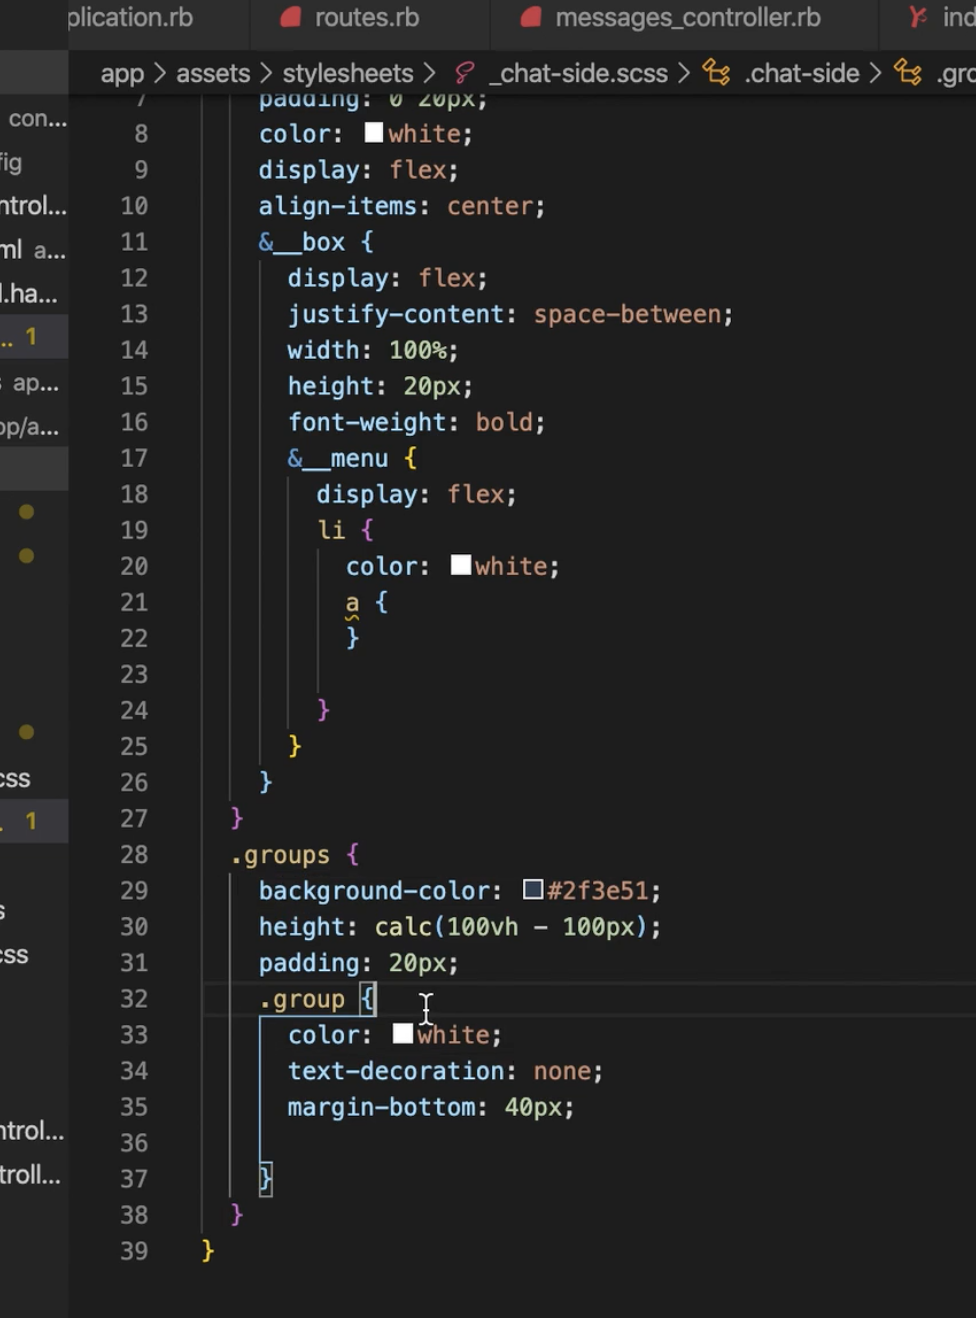 plication.rb routes.rb messages_controller.rb ind
app > assets > stylesheets > _chat-side.scss > .chat-side > .gro
con...
fig
ntrol...
ml a...
l.ha...
.. 1
s ap...
op/a...
css
. 1
s
css
ntrol...
troll...
7 padding: 0 20px;
8 color: white;
9 display: flex;
10 align-items: center;
11 &__box {
12 display: flex;
13 justify-content: space-between;
14 width: 100%;
15 height: 20px;
16 font-weight: bold;
17 &__menu {
18 display: flex;
19 li {
20 color: white;
21 a {
22 }
23
24 }
25 }
26 }
27 }
28 .groups {
29 background-color: #2f3e51;
30 height: calc(100vh - 100px);
31 padding: 20px;
32 .group {
33 color: white;
34 text-decoration: none;
35 margin-bottom: 40px;
36
37 }
38 }
39 }